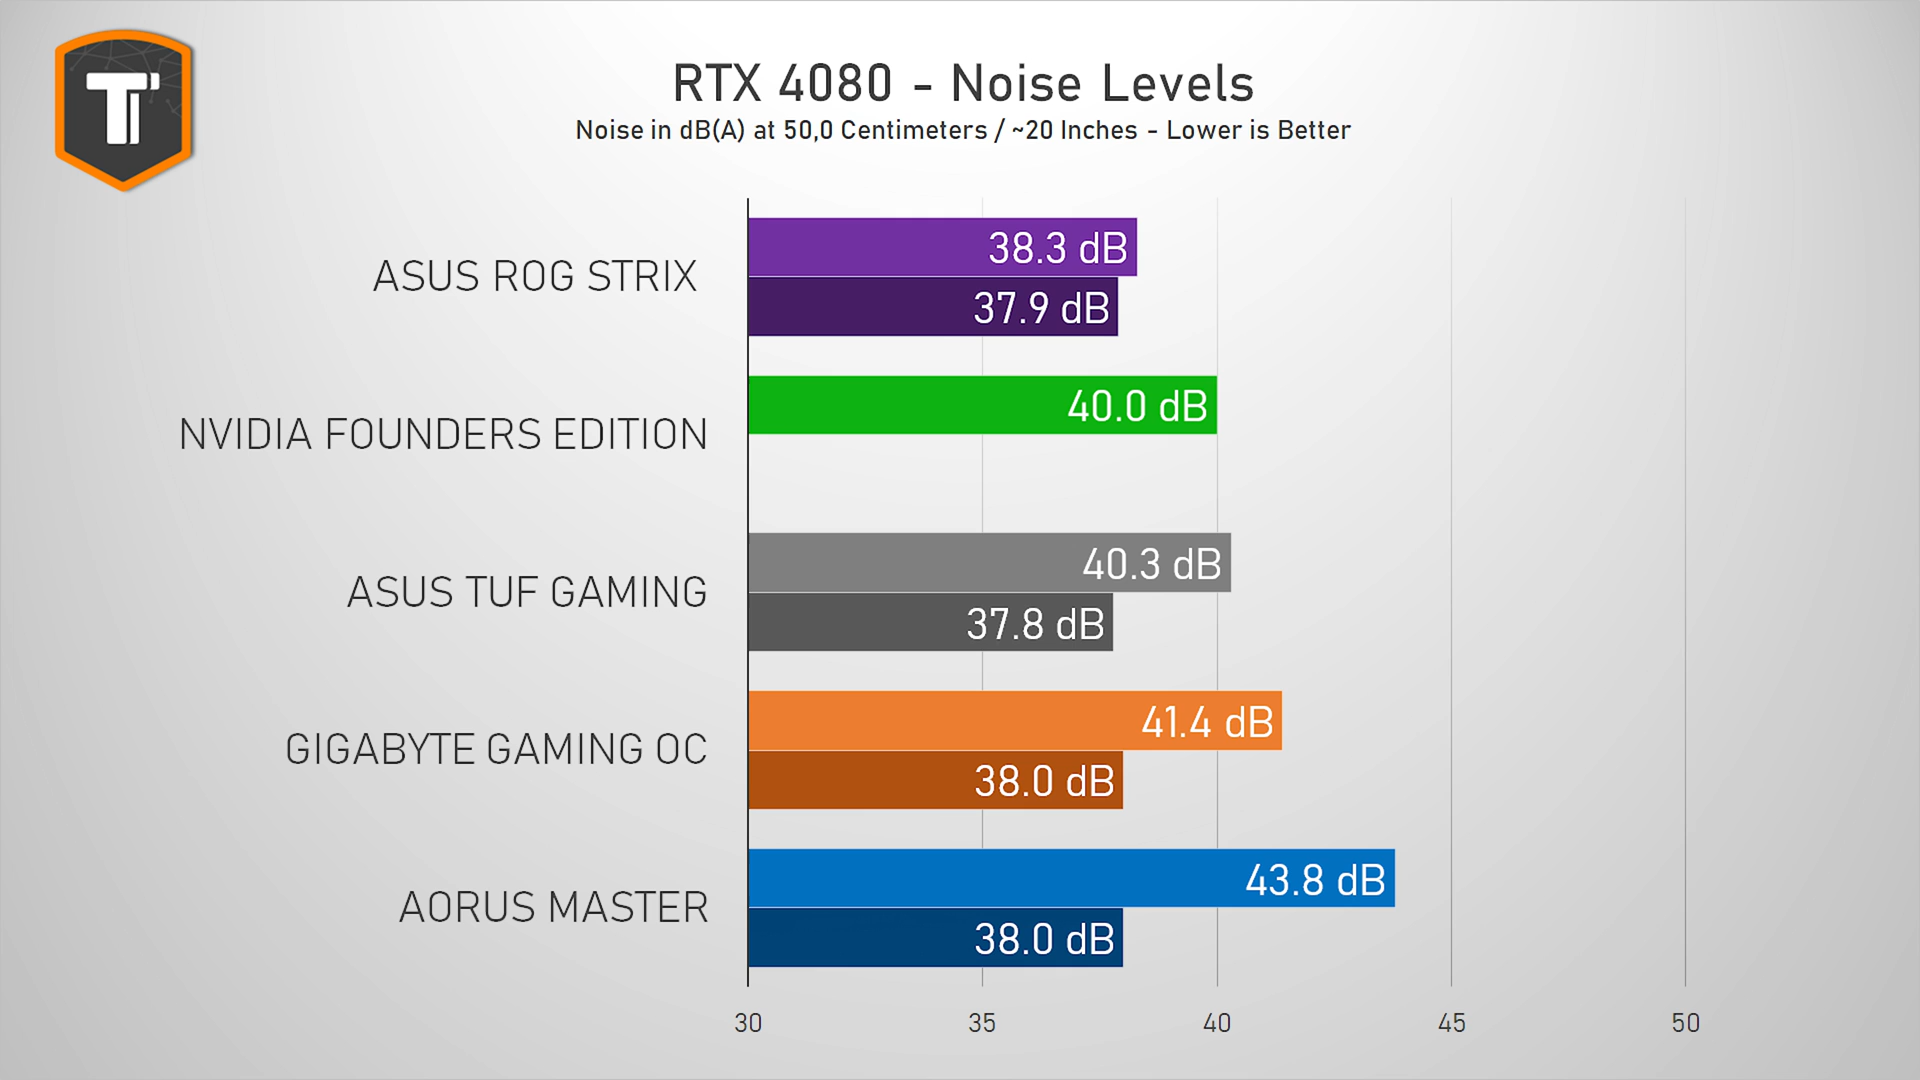 T
RTX 4080 - Noise Levels
Noise in dB(A) at 50,0 Centimeters / ~20 Inches - Lower is Better
ASUS ROG STRIX
38.3 dB
37.9 dB
NVIDIA FOUNDERS EDITION
40.0 dB
ASUS TUF GAMING
40.3 dB
37.8 dB
GIGABYTE GAMING OC
41.4 dB
38.0 dB
AORUS MASTER
43.8 dB
38.0 dB
30 35 40 45 50